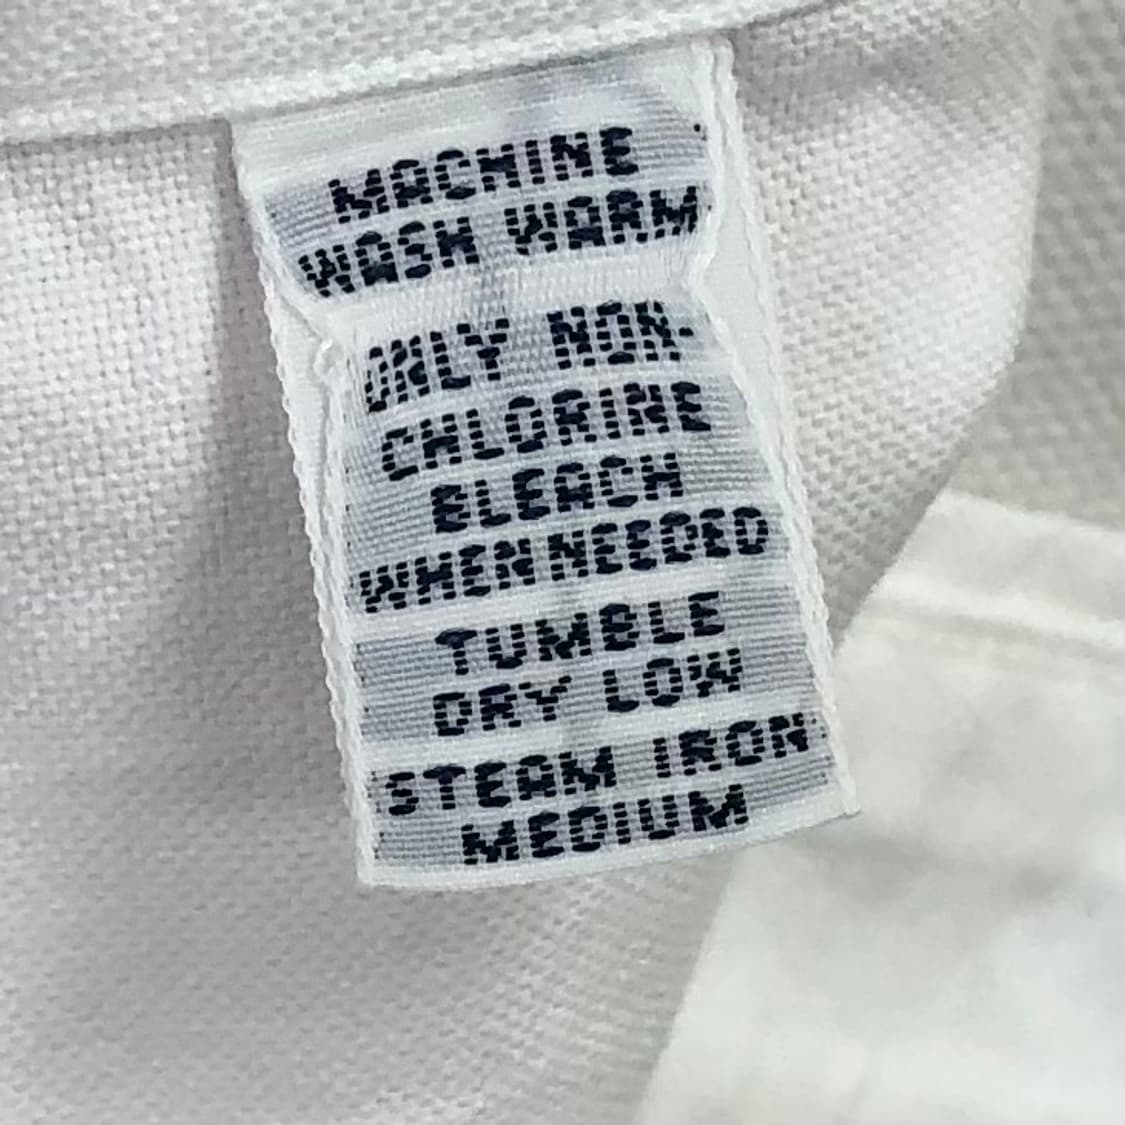 MACHINE
WASH WARM
ONLY NON-
CHLORINE
BLEACH
WHEN NEEDED
TUMBLE
DRY LOW
STEAM IRON
MEDIUM